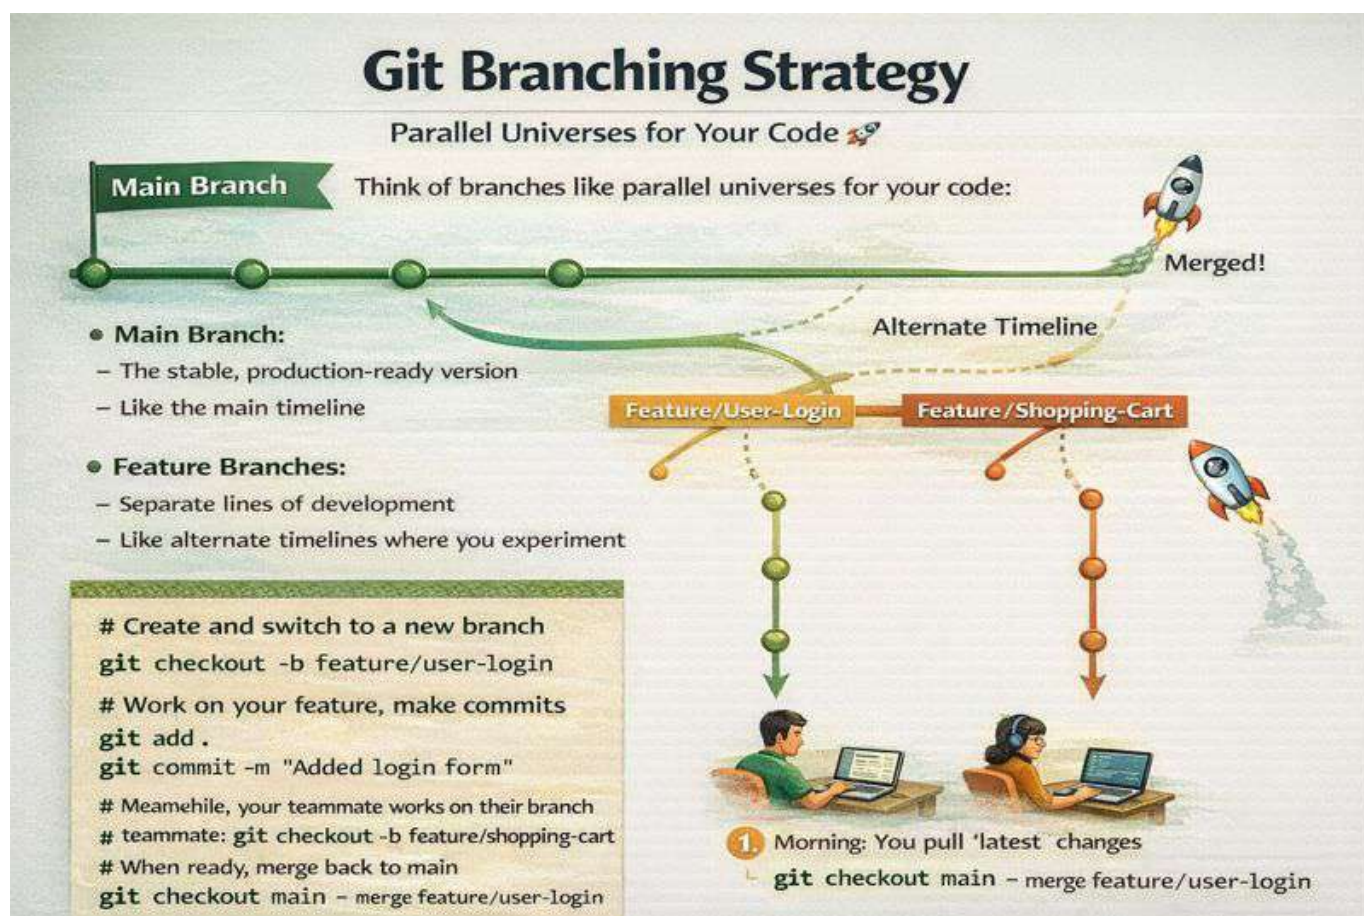 Git Branching Strategy
Parallel Universes for Your Code
Main Branch
Think of branches like parallel universes for your code:
Merged!
Alternate Timeline
• Main Branch:
– The stable, production-ready version
– Like the main timeline
Feature/User-Login
Feature/Shopping-Cart
• Feature Branches:
– Separate lines of development
– Like alternate timelines where you experiment
# Create and switch to a new branch
git checkout -b feature/user-login
# Work on your feature, make commits
git add .
git commit -m "Added login form"
# Meamehile, your teammate works on their branch
# teammate: git checkout -b feature/shopping-cart
# When ready, merge back to main
git checkout main – merge feature/user-login
1. Morning: You pull 'latest changes
git checkout main – merge feature/user-login